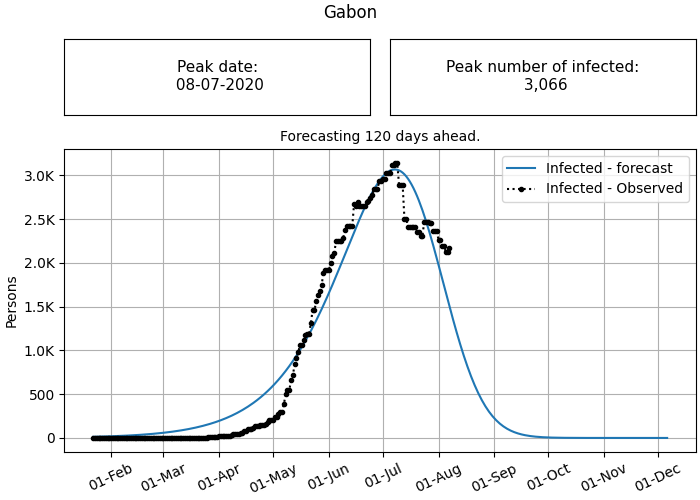 Gabon
Peak date:
08-07-2020
Peak number of infected:
3,066
Forecasting 120 days ahead.
Infected - forecast
Infected - Observed
Persons
3.0K
2.5K
2.0K
1.5K
1.0K
500
0
01-Feb
01-Mar
01-Apr
01-May
01-Jun
01-Jul
01-Aug
01-Sep
01-Oct
01-Nov
01-Dec